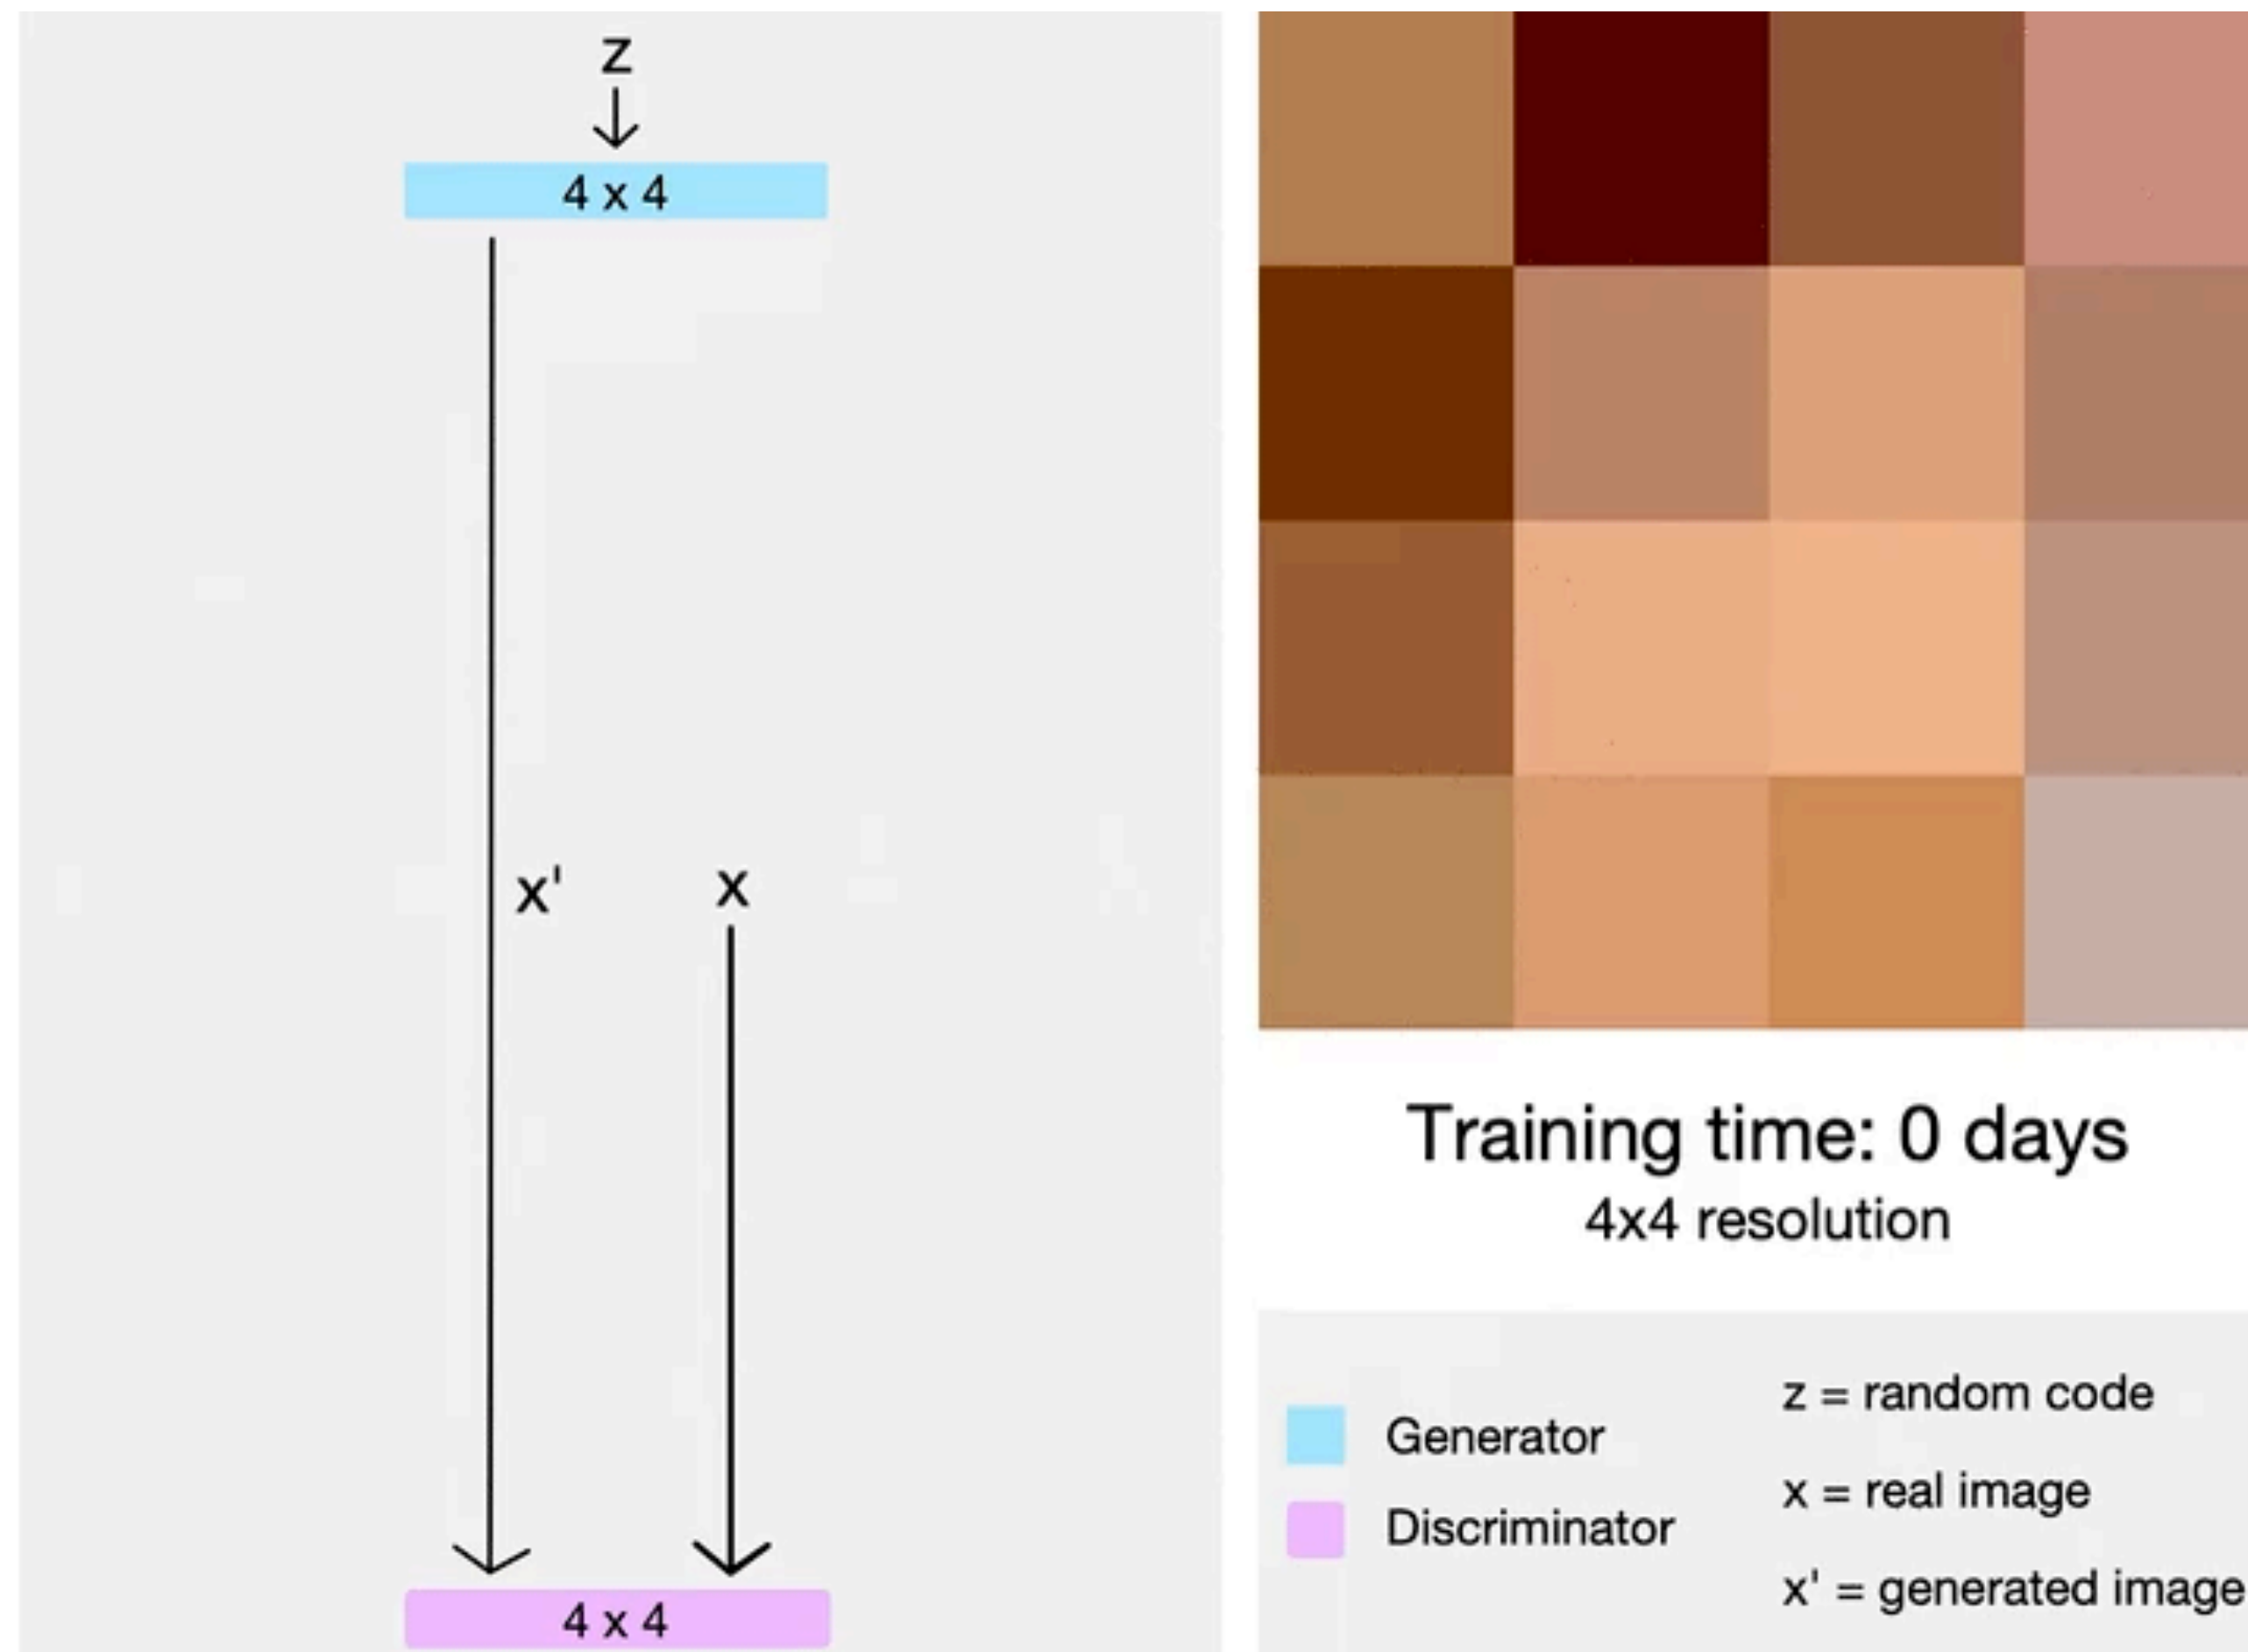 z
4 x 4
x'
x
4 x 4
Training time: 0 days
4x4 resolution
Generator
Discriminator
z = random code
x = real image
x' = generated image